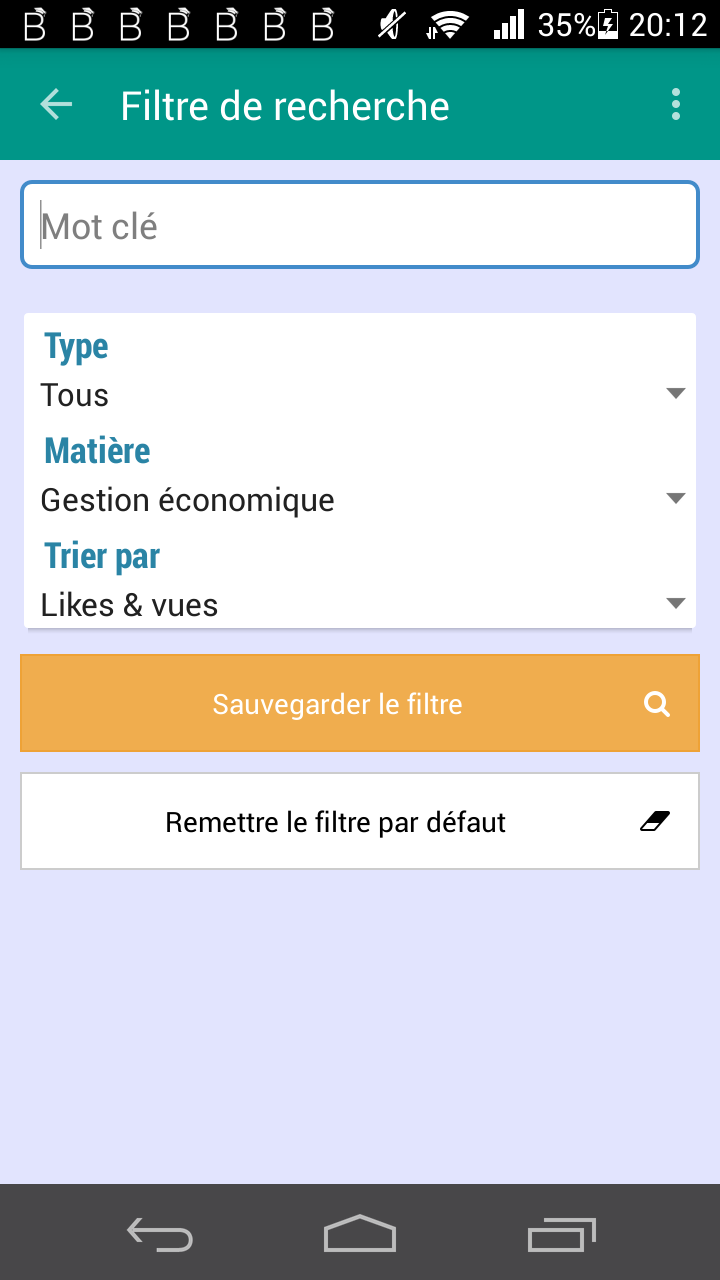 35% 20:12
Filtre de recherche
Mot clé
Type
Tous
Matière
Gestion économique
Trier par
Likes & vues
Sauvegarder le filtre
Remettre le filtre par défaut